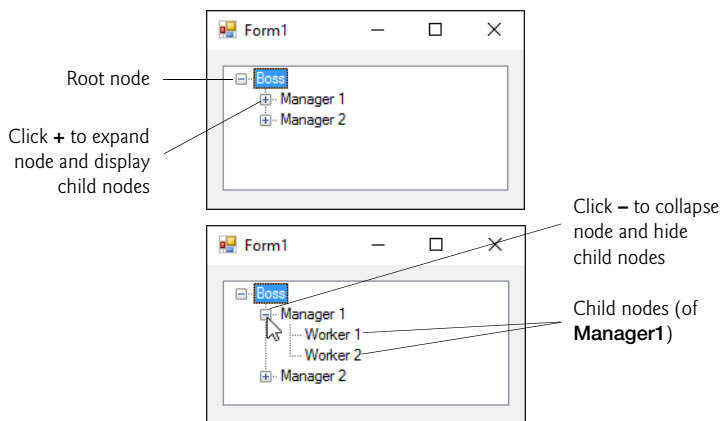 Form1
Root node
Boss
Manager 1
Manager 2
Click + to expand
node and display
child nodes
Click – to collapse
node and hide
child nodes
Form1
Boss
Manager 1
Worker 1
Worker 2
Manager 2
Child nodes (of
Manager1)